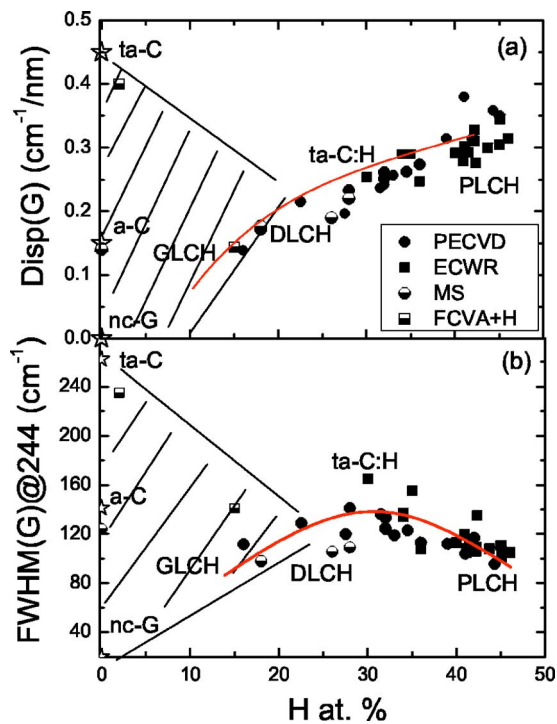 (a)
ta-C
0.4
Disp(G) (cm⁻¹/nm)
0.3
ta-C:H
0.2
a-C
PLCH
GLCH
DLCH
0.1
PECVD
ECWR
MS
FCVA+H
nc-G
0.0
(b)
ta-C
240
FWHM(G)@244 (cm⁻¹)
200
ta-C:H
160
a-C
120
GLCH
DLCH
PLCH
80
nc-G
40
0 10 20 30 40 50
H at. %